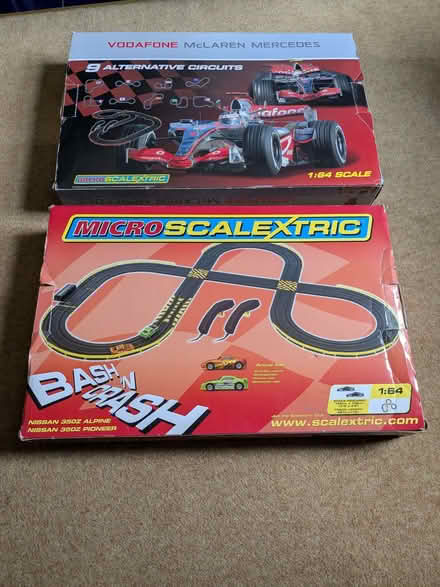 VODAFONE McLAREN MERCEDES
9 ALTERNATIVE CIRCUITS
vodafone
MICRO SCALEXTRIC
1:64 SCALE
MICRO SCALEXTRIC
BASH 'N' CRASH
1:64
NISSAN 350Z ALPINE
NISSAN 350Z PIONEER
www.scalextric.com